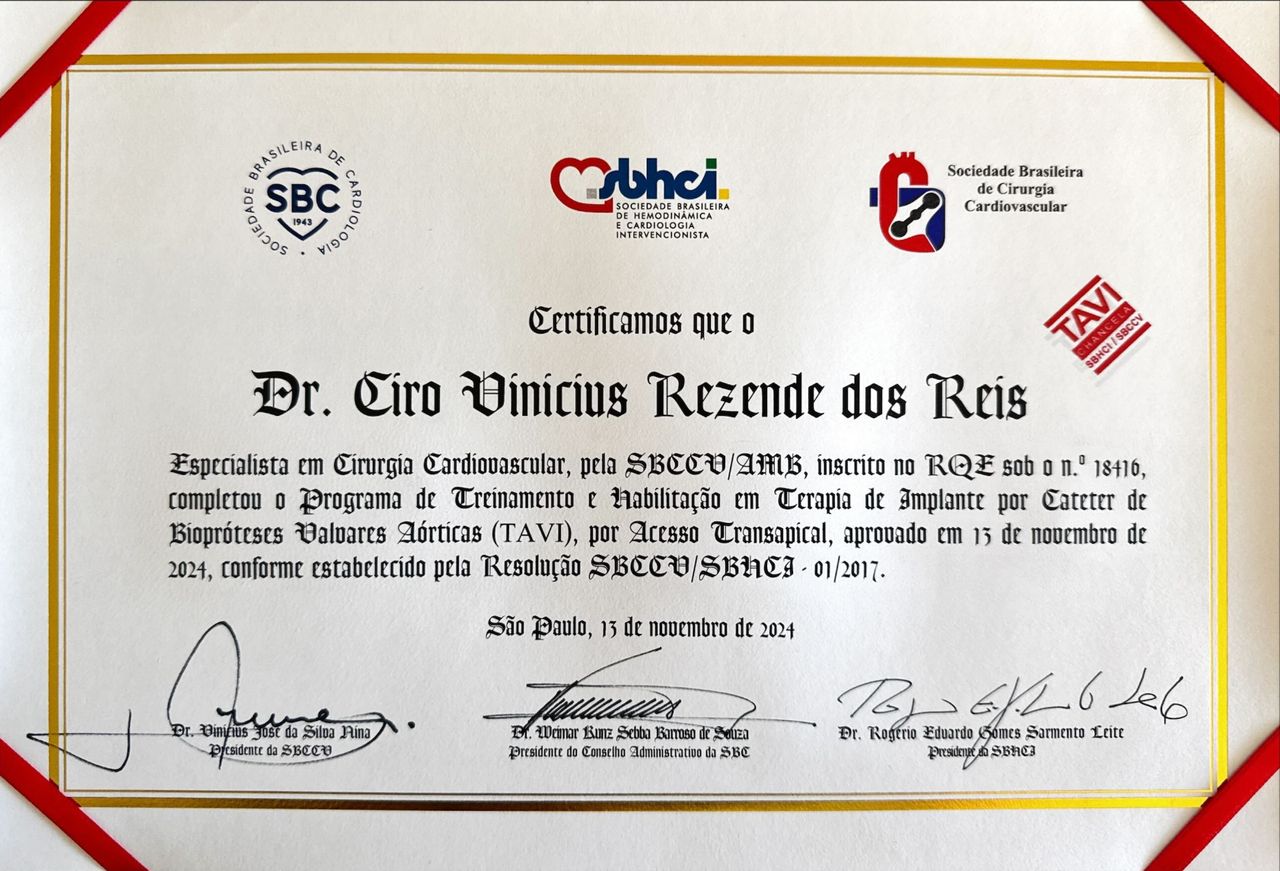 SOCIEDADE BRASILEIRA DE CARDIOLOGIA
SBC
1943
sbhci
SOCIEDADE BRASILEIRA
DE HEMODINÂMICA
E CARDIOLOGIA
INTERVENCIONISTA
Sociedade Brasileira
de Cirurgia
Cardiovascular
TAVI
CHANCELA
SBHCI / SBCCV
Certificamos que o
Dr. Ciro Vinicius Rezende dos Reis
Especialista em Cirurgia Cardiovascular, pela SBCCV/AMB, inscrito no RQE sob o n.º 18416,
completou o Programa de Treinamento e Habilitação em Terapia de Implante por Cateter de
Biopróteses Valvares Aórticas (TAVI), por Acesso Transapical, aprovado em 13 de novembro de
2024, conforme estabelecido pela Resolução SBCCV/SBHCI - 01/2017.
São Paulo, 13 de novembro de 2024
Dr. Vinícius José da Silva Nina
Presidente da SBCCV
Dr. Weimar Kunz Sebba Barroso de Souza
Presidente do Conselho Administrativo da SBC
Dr. Rogério Eduardo Gomes Sarmento Leite
Presidente da SBHCI